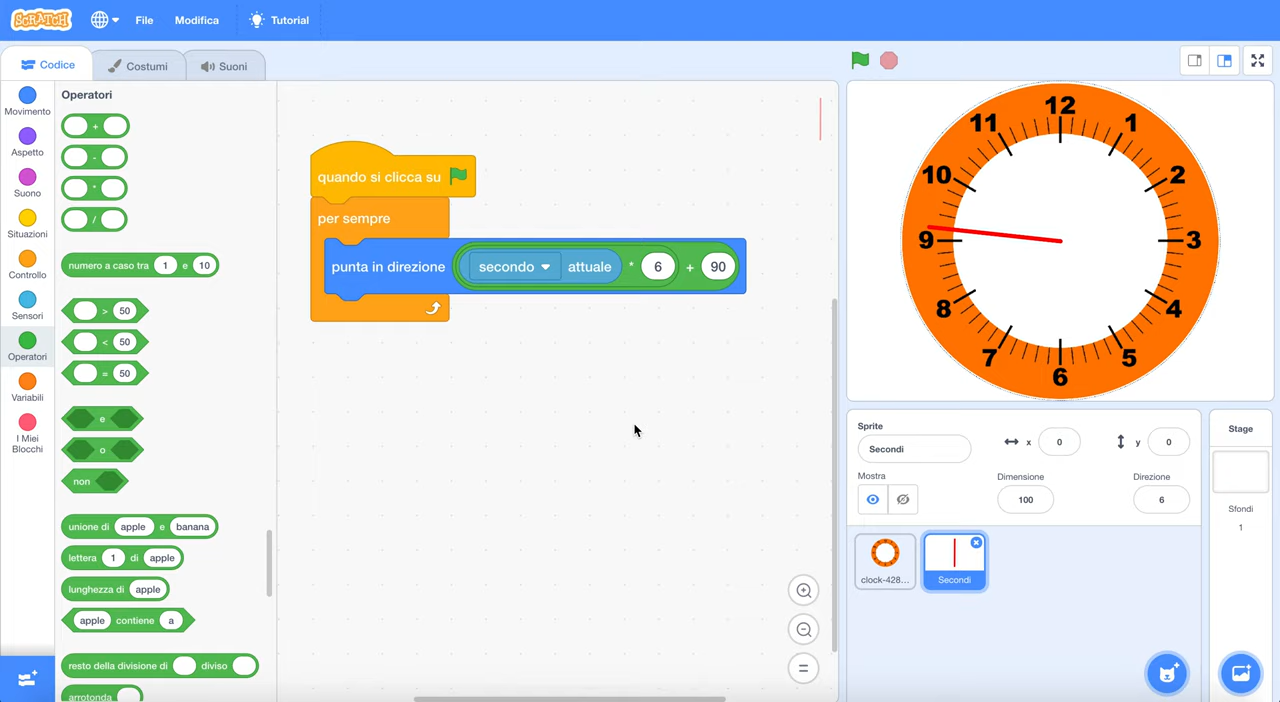 SCRATCH File Modifica Tutorial
Codice Costumi Suoni
Movimento
Aspetto
Suono
Situazioni
Controllo
Sensori
Operatori
Variabili
I Miei
Blocchi
Operatori
+
-
*
/
numero a caso tra 1 e 10
> 50
< 50
= 50
e
o
non
unione di apple e banana
lettera 1 di apple
lunghezza di apple
apple contiene a
resto della divisione di diviso
arrotonda
quando si clicca su
per sempre
punta in direzione secondo attuale * 6 + 90
12
1
2
3
4
5
6
7
8
9
10
11
Sprite
Secondi x 0 y 0
Mostra Dimensione Direzione
100 6
clock-428... Secondi
Stage
Sfondi
1